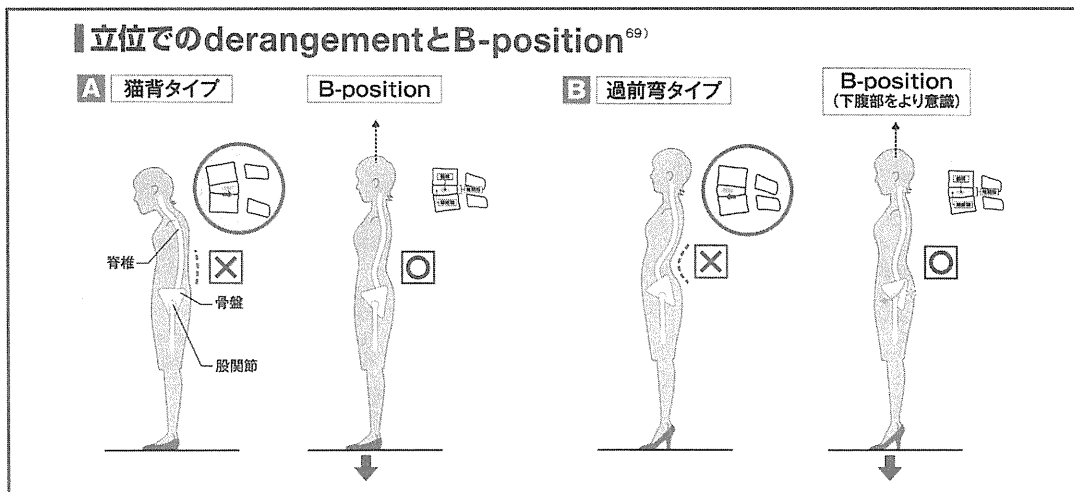 立位でのderangementとB-position⁶⁹⁾
A 猫背タイプ
B-position
B 過前弯タイプ
B-position
(下腹部をより意識)
脊椎
骨盤
股関節